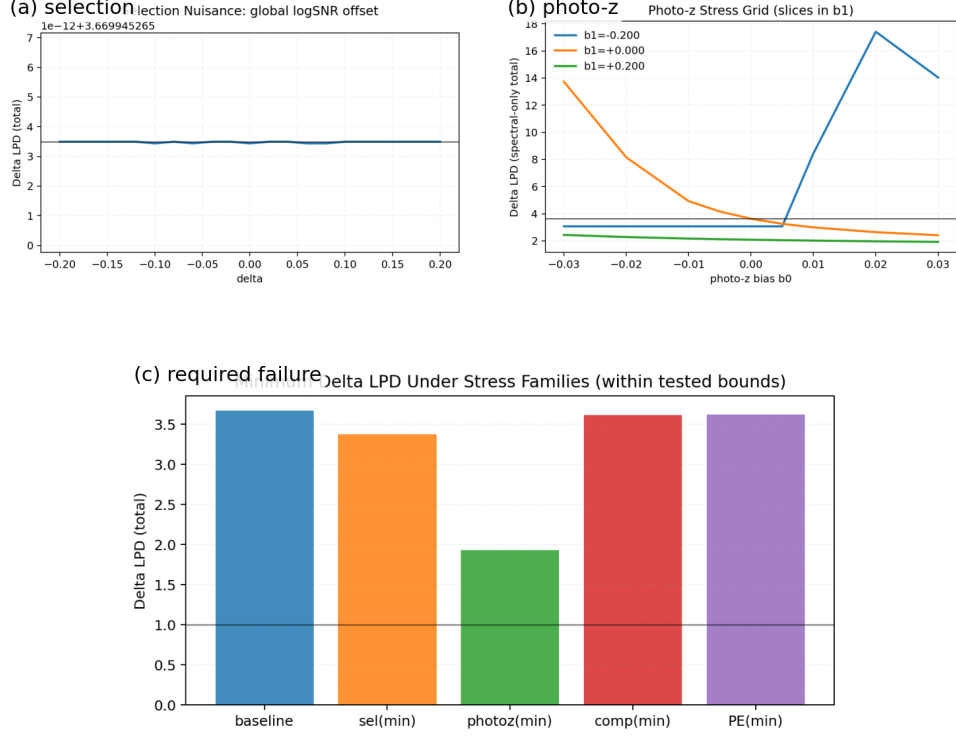 (a) selection
election Nuisance: global logSNR offset
1e−12+3.669945265
7
6
5
4
3
2
1
0
Delta LPD (total)
−0.20 −0.15 −0.10 −0.05 0.00 0.05 0.10 0.15 0.20
delta
(b) photo-z
Photo-z Stress Grid (slices in b1)
b1=-0.200
b1=+0.000
b1=+0.200
18
16
14
12
10
8
6
4
2
Delta LPD (spectral-only total)
−0.03 −0.02 −0.01 0.00 0.01 0.02 0.03
photo-z bias b0
(c) required failure
Minimum Delta LPD Under Stress Families (within tested bounds)
3.5
3.0
2.5
2.0
1.5
1.0
0.5
0.0
Delta LPD (total)
baseline sel(min) photoz(min) comp(min) PE(min)